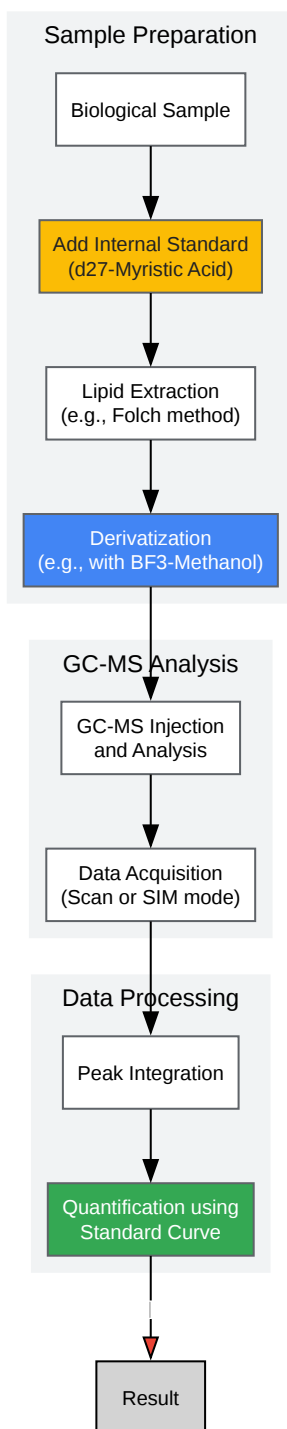 Sample Preparation
Biological Sample
Add Internal Standard
(d27-Myristic Acid)
Lipid Extraction
(e.g., Folch method)
Derivatization
(e.g., with BF3-Methanol)
GC-MS Analysis
GC-MS Injection
and Analysis
Data Acquisition
(Scan or SIM mode)
Data Processing
Peak Integration
Quantification using
Standard Curve
Result